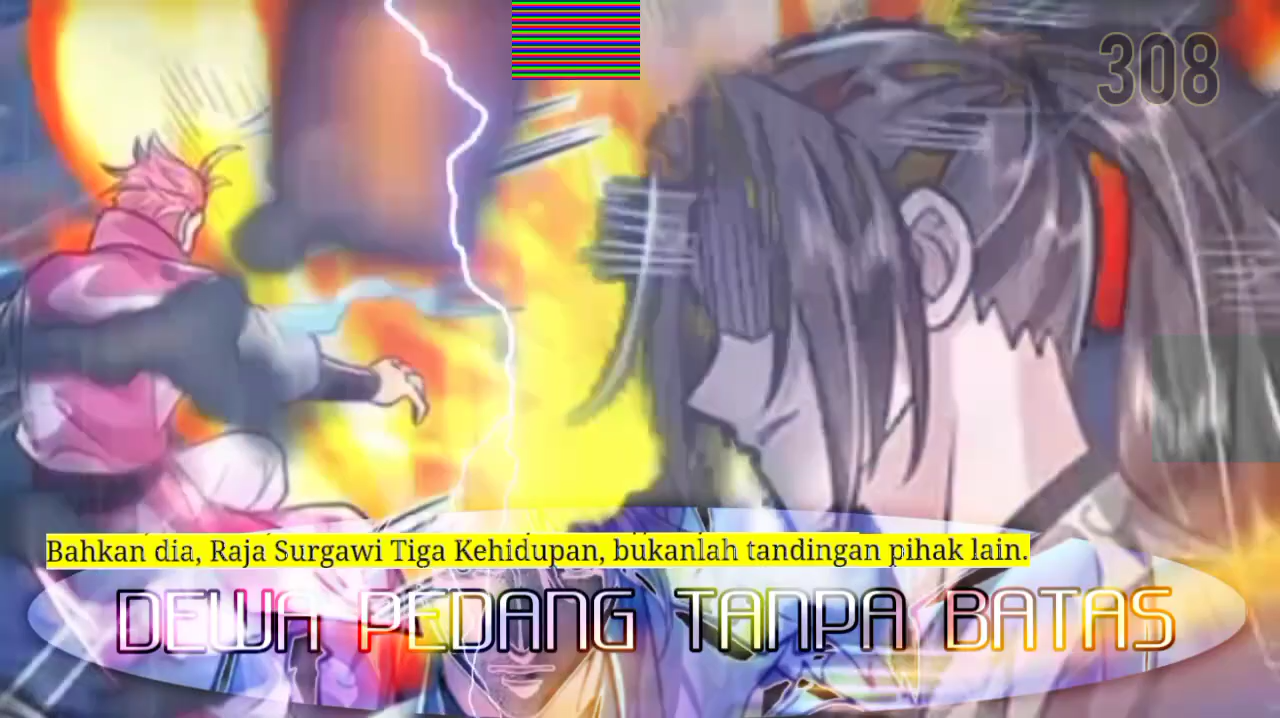 308
Bahkan dia, Raja Surgawi Tiga Kehidupan, bukanlah tandingan pihak lain.
DEWA PEDANG TANPA BATAS